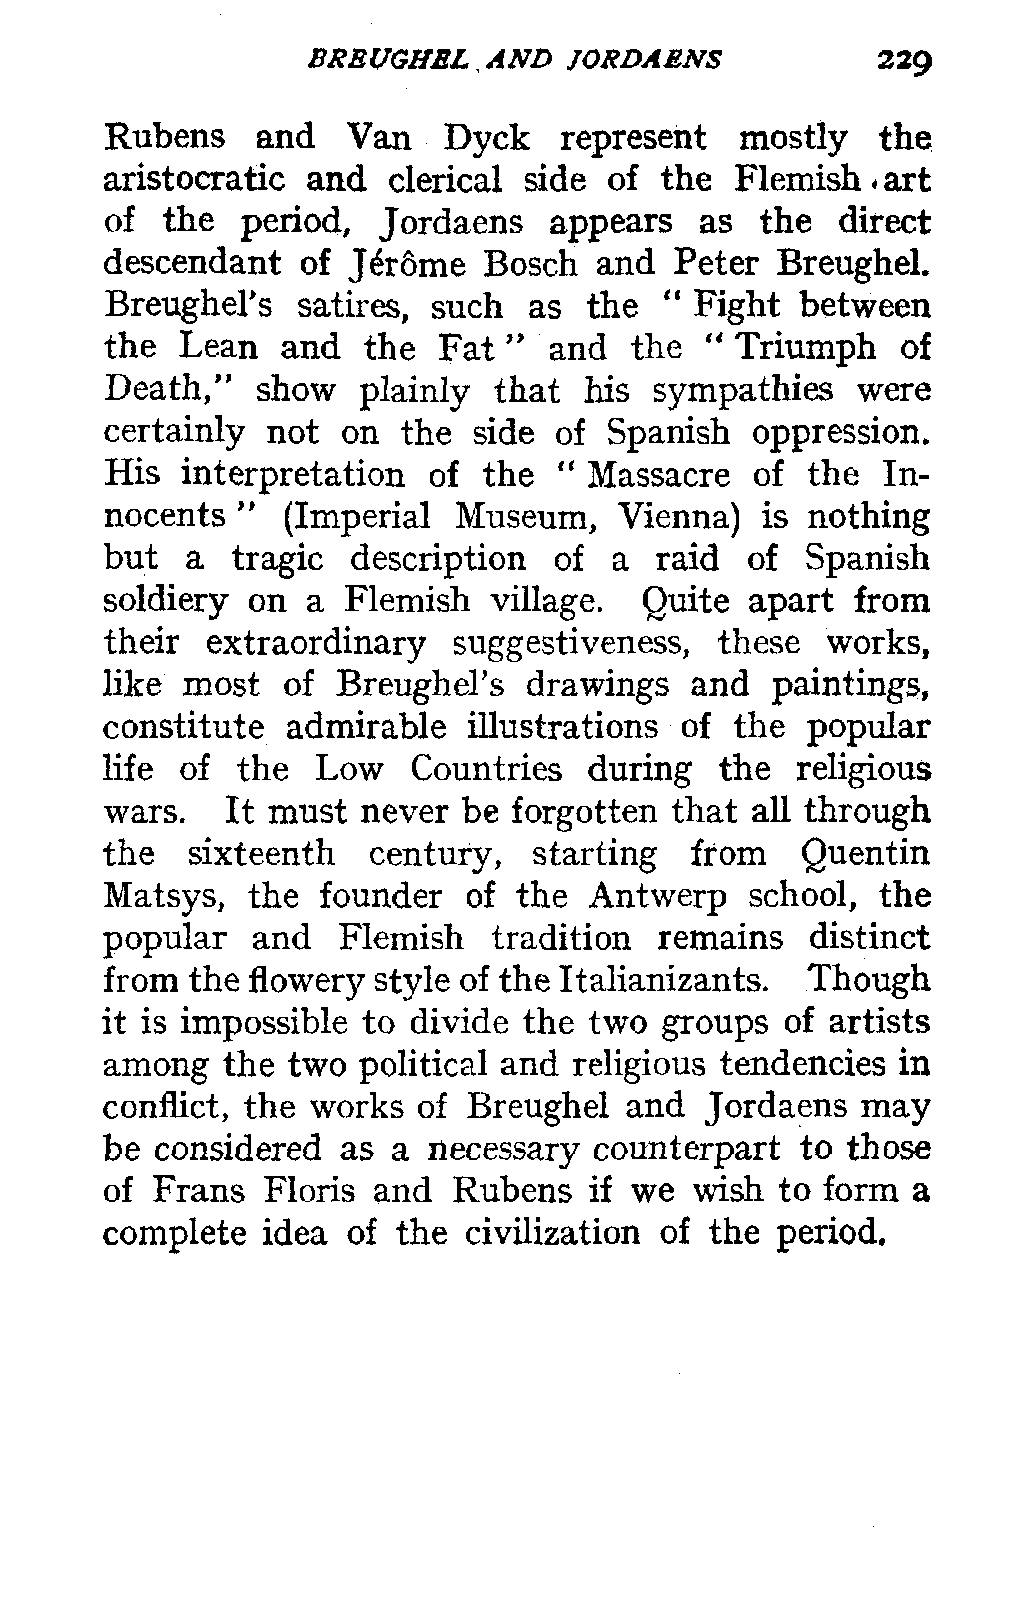 BREUGHEL AND JORDAENS 229
Rubens and Van Dyck represent mostly the
aristocratic and clerical side of the Flemish art
of the period, Jordaens appears as the direct
descendant of Jérôme Bosch and Peter Breughel.
Breughel's satires, such as the " Fight between
the Lean and the Fat " and the " Triumph of
Death," show plainly that his sympathies were
certainly not on the side of Spanish oppression.
His interpretation of the " Massacre of the In-
nocents " (Imperial Museum, Vienna) is nothing
but a tragic description of a raid of Spanish
soldiery on a Flemish village. Quite apart from
their extraordinary suggestiveness, these works,
like most of Breughel's drawings and paintings,
constitute admirable illustrations of the popular
life of the Low Countries during the religious
wars. It must never be forgotten that all through
the sixteenth century, starting from Quentin
Matsys, the founder of the Antwerp school, the
popular and Flemish tradition remains distinct
from the flowery style of the Italianizants. Though
it is impossible to divide the two groups of artists
among the two political and religious tendencies in
conflict, the works of Breughel and Jordaens may
be considered as a necessary counterpart to those
of Frans Floris and Rubens if we wish to form a
complete idea of the civilization of the period.